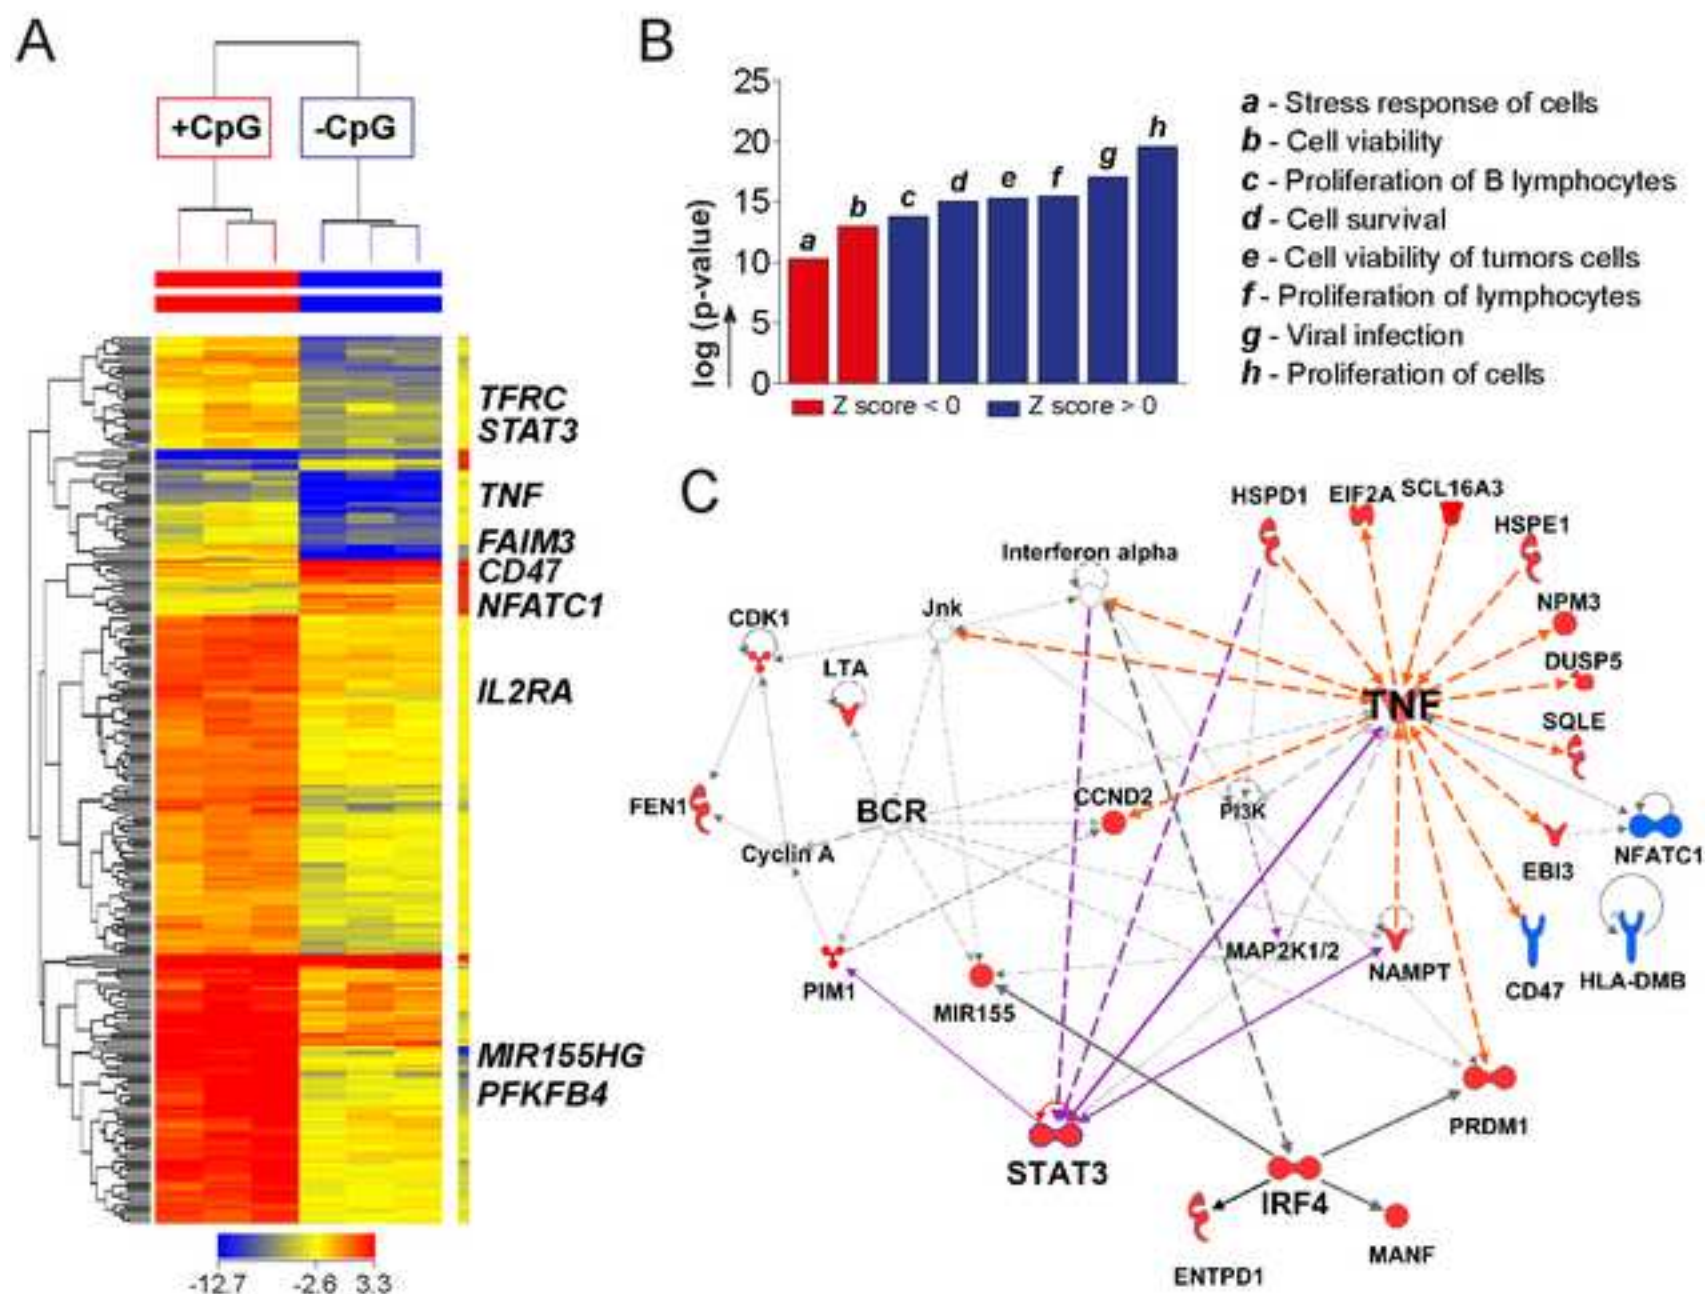 A
+CpG
-CpG
TFRC
STAT3
TNF
FAIM3
CD47
NFATC1
IL2RA
MIR155HG
PFKFB4
-12.7
-2.6
3.3
B
log (p-value)
25
20
15
10
5
0
a
b
c
d
e
f
g
h
Z score < 0
Z score > 0
a - Stress response of cells
b - Cell viability
c - Proliferation of B lymphocytes
d - Cell survival
e - Cell viability of tumors cells
f - Proliferation of lymphocytes
g - Viral infection
h - Proliferation of cells
C
HSPD1
EIF2A
SCL16A3
HSPE1
Interferon alpha
NPM3
Jnk
CDK1
LTA
DUSP5
TNF
SQLE
FEN1
BCR
CCND2
PI3K
Cyclin A
EBI3
NFATC1
MAP2K1/2
NAMPT
CD47
HLA-DMB
PIM1
MIR155
PRDM1
STAT3
IRF4
MANF
ENTPD1